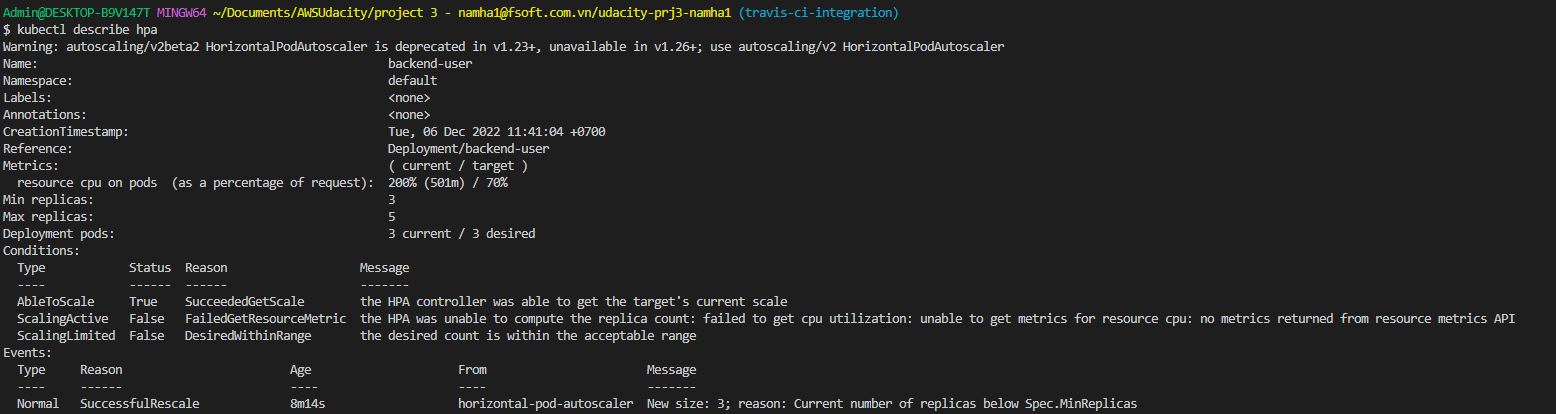 Admin@DESKTOP-B9V147T MINGW64 ~/Documents/AWSUdacity/project 3 - namha1@fsoft.com.vn/udacity-prj3-namha1 (travis-ci-integration)
$ kubectl describe hpa
Warning: autoscaling/v2beta2 HorizontalPodAutoscaler is deprecated in v1.23+, unavailable in v1.26+; use autoscaling/v2 HorizontalPodAutoscaler
Name:                                                  backend-user
Namespace:                                             default
Labels:                                                <none>
Annotations:                                           <none>
CreationTimestamp:                                     Tue, 06 Dec 2022 11:41:04 +0700
Reference:                                             Deployment/backend-user
Metrics:                                               ( current / target )
  resource cpu on pods  (as a percentage of request):  200% (501m) / 70%
Min replicas:                                          3
Max replicas:                                          5
Deployment pods:                                       3 current / 3 desired
Conditions:
  Type            Status  Reason                   Message
  ----            ------  ------                   -------
  AbleToScale     True    SucceededGetScale        the HPA controller was able to get the target's current scale
  ScalingActive   False   FailedGetResourceMetric  the HPA was unable to compute the replica count: failed to get cpu utilization: unable to get metrics for resource cpu: no metrics returned from resource metrics API
  ScalingLimited  False   DesiredWithinRange       the desired count is within the acceptable range
Events:
  Type    Reason             Age    From                       Message
  ----    ------             ----   ----                       -------
  Normal  SuccessfulRescale  8m14s  horizontal-pod-autoscaler  New size: 3; reason: Current number of replicas below Spec.MinReplicas